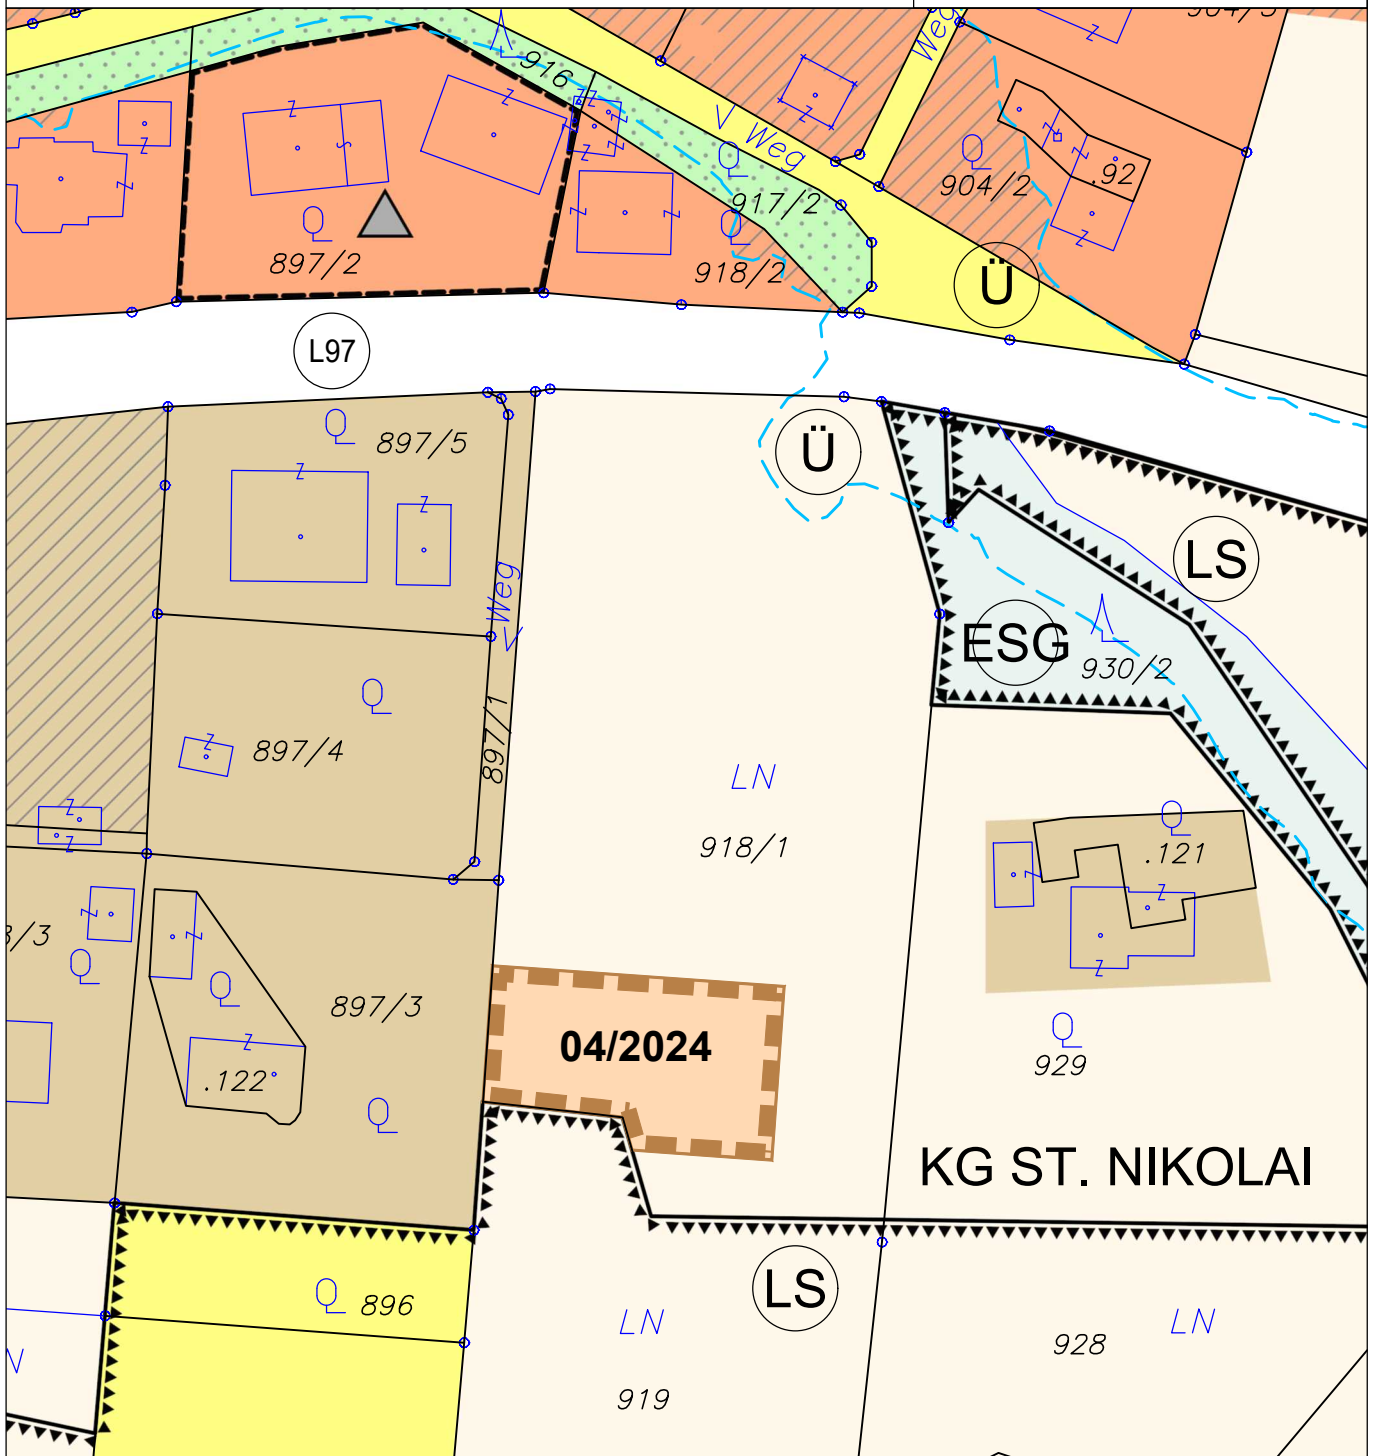 916
Weg
V Weg
904/2
.92
917/2
897/2
918/2
Ü
L97
897/5
Ü
LS
Weg
ESG
930/2
897/1
897/4
LN
918/1
.121
/3
897/3
04/2024
929
.122
KG ST. NIKOLAI
LS
896
LN
LN
928
N
919